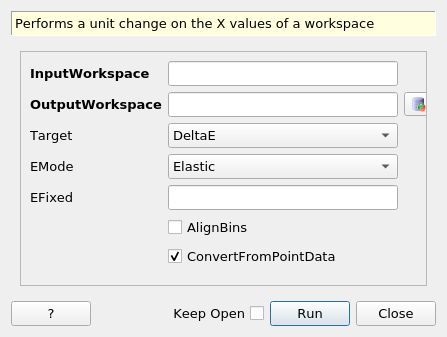 Performs a unit change on the X values of a workspace
InputWorkspace
OutputWorkspace
Target DeltaE
EMode Elastic
EFixed
AlignBins
ConvertFromPointData
? Keep Open Run Close